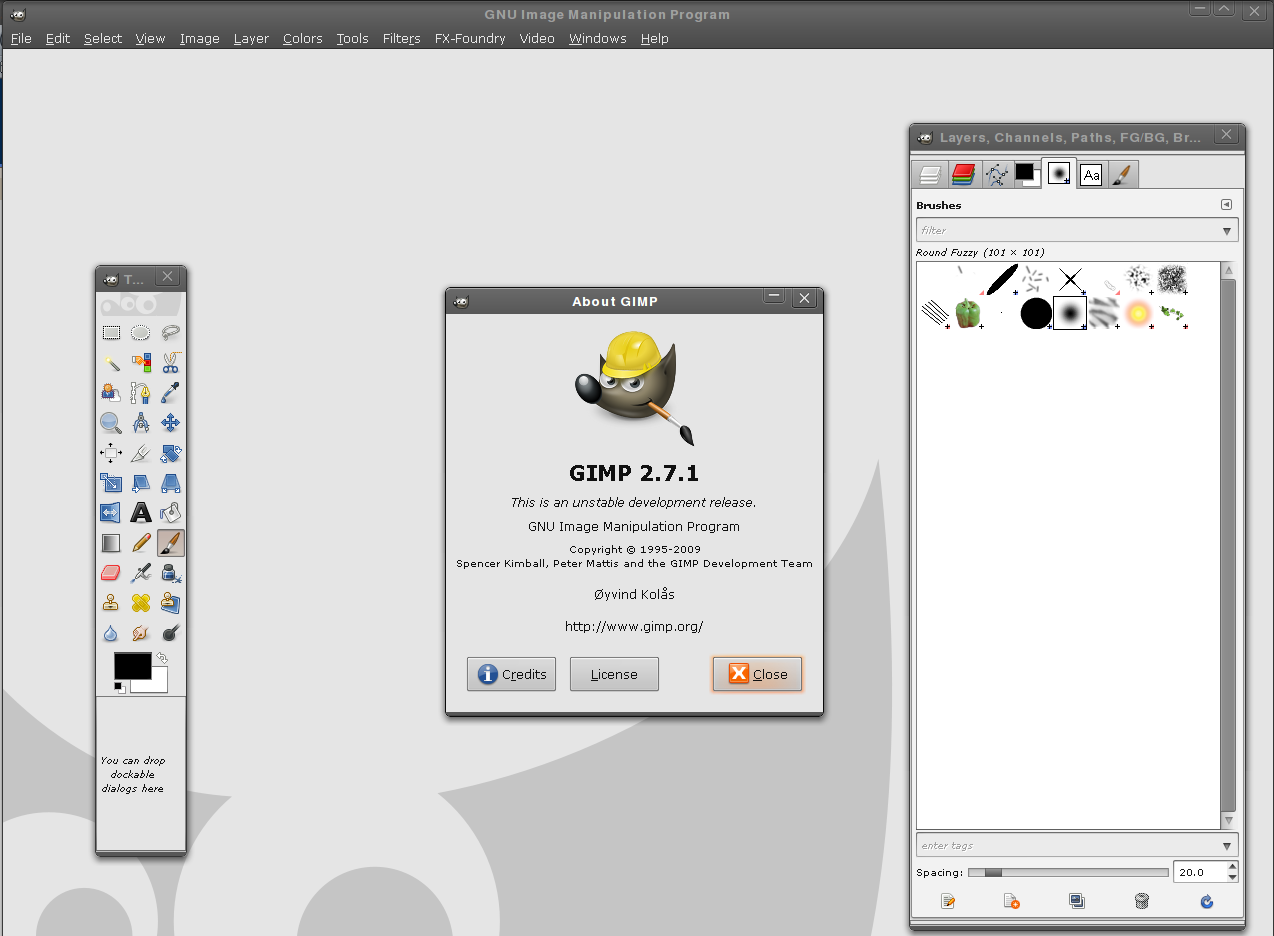 GNU Image Manipulation Program
File Edit Select View Image Layer Colors Tools Filters FX-Foundry Video Windows Help
T...
You can drop
dockable
dialogs here
About GIMP
GIMP 2.7.1
This is an unstable development release.
GNU Image Manipulation Program
Copyright © 1995-2009
Spencer Kimball, Peter Mattis and the GIMP Development Team
Øyvind Kolås
http://www.gimp.org/
Credits License Close
Layers, Channels, Paths, FG/BG, Br...
Aa
Brushes
filter
Round Fuzzy (101 × 101)
enter tags
Spacing: 20.0